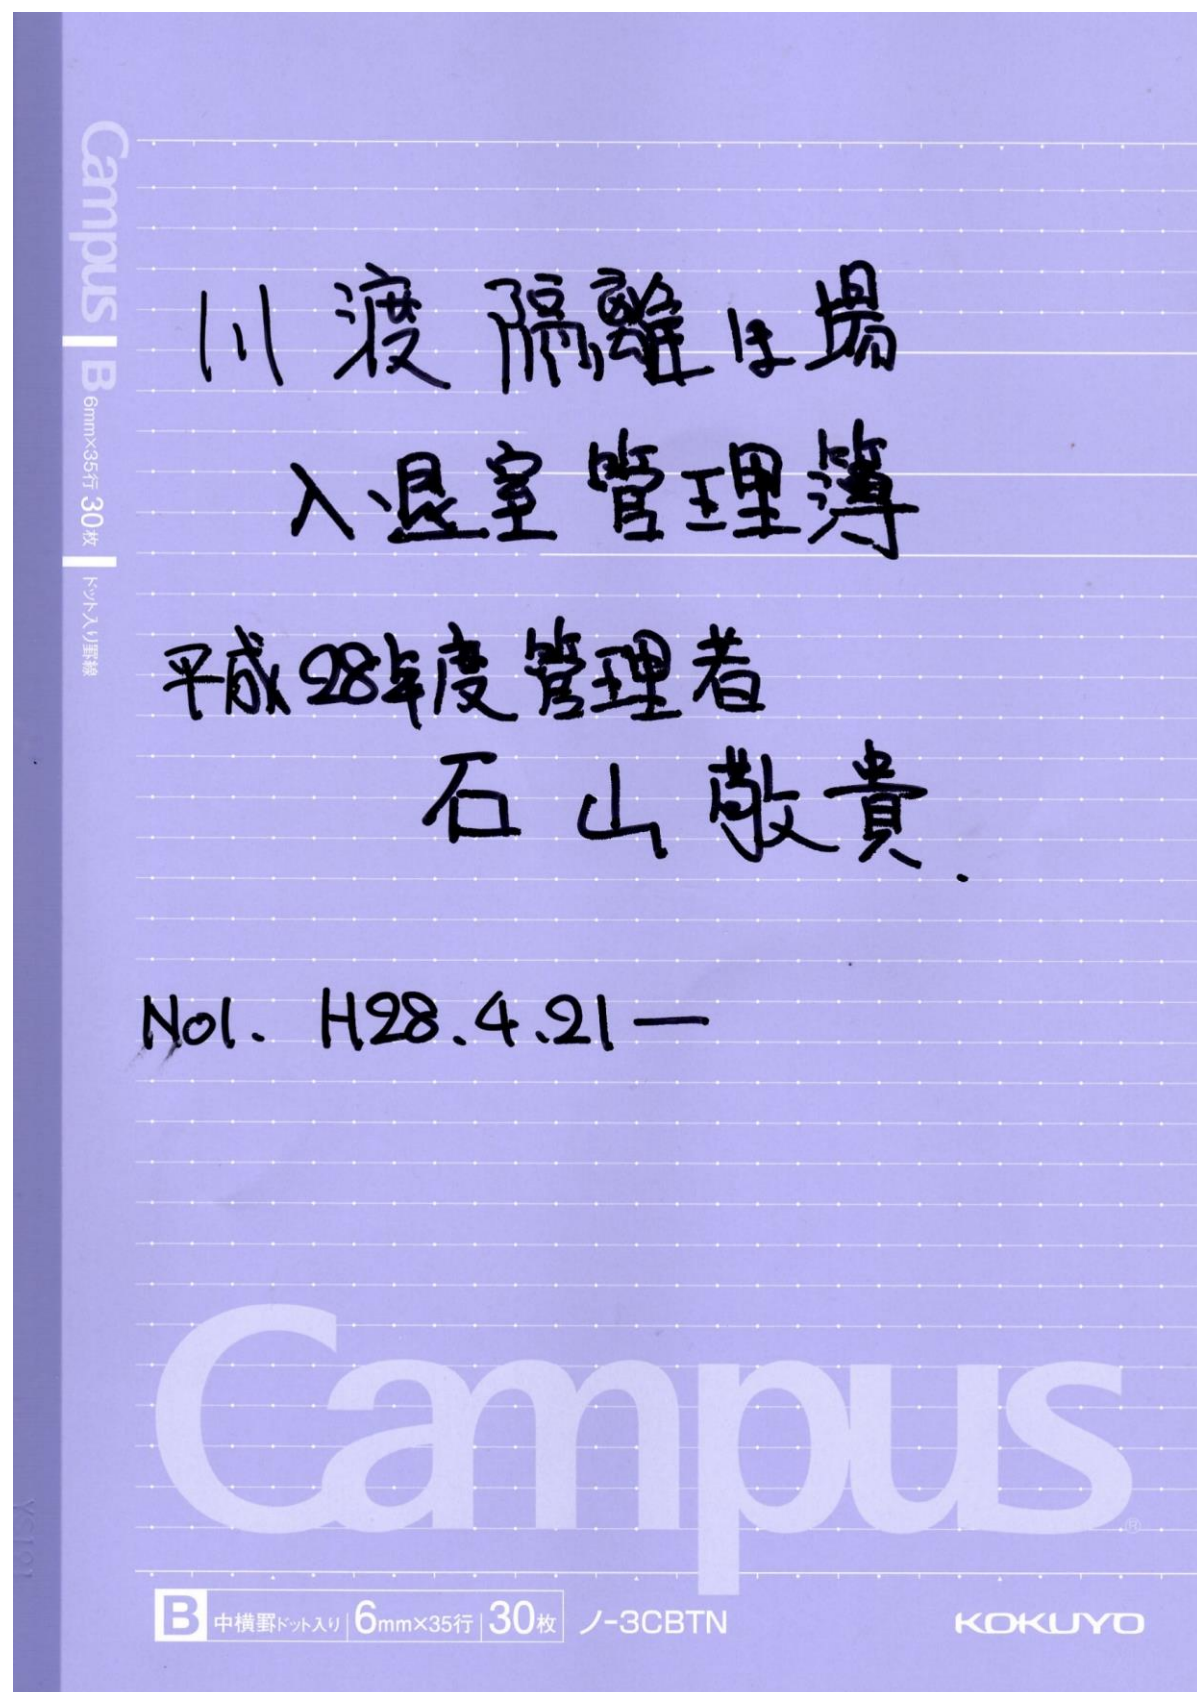 川渡隔離ほ場
入退室管理簿
平成28年度管理者
石山敬貴.
No1. H28.4.21―
Campus B 6mm×35行 30枚 ドット入り罫線
Campus
B 中横罫ドット入り 6mm×35行 30枚 ノ-3CBTN
KOKUYO